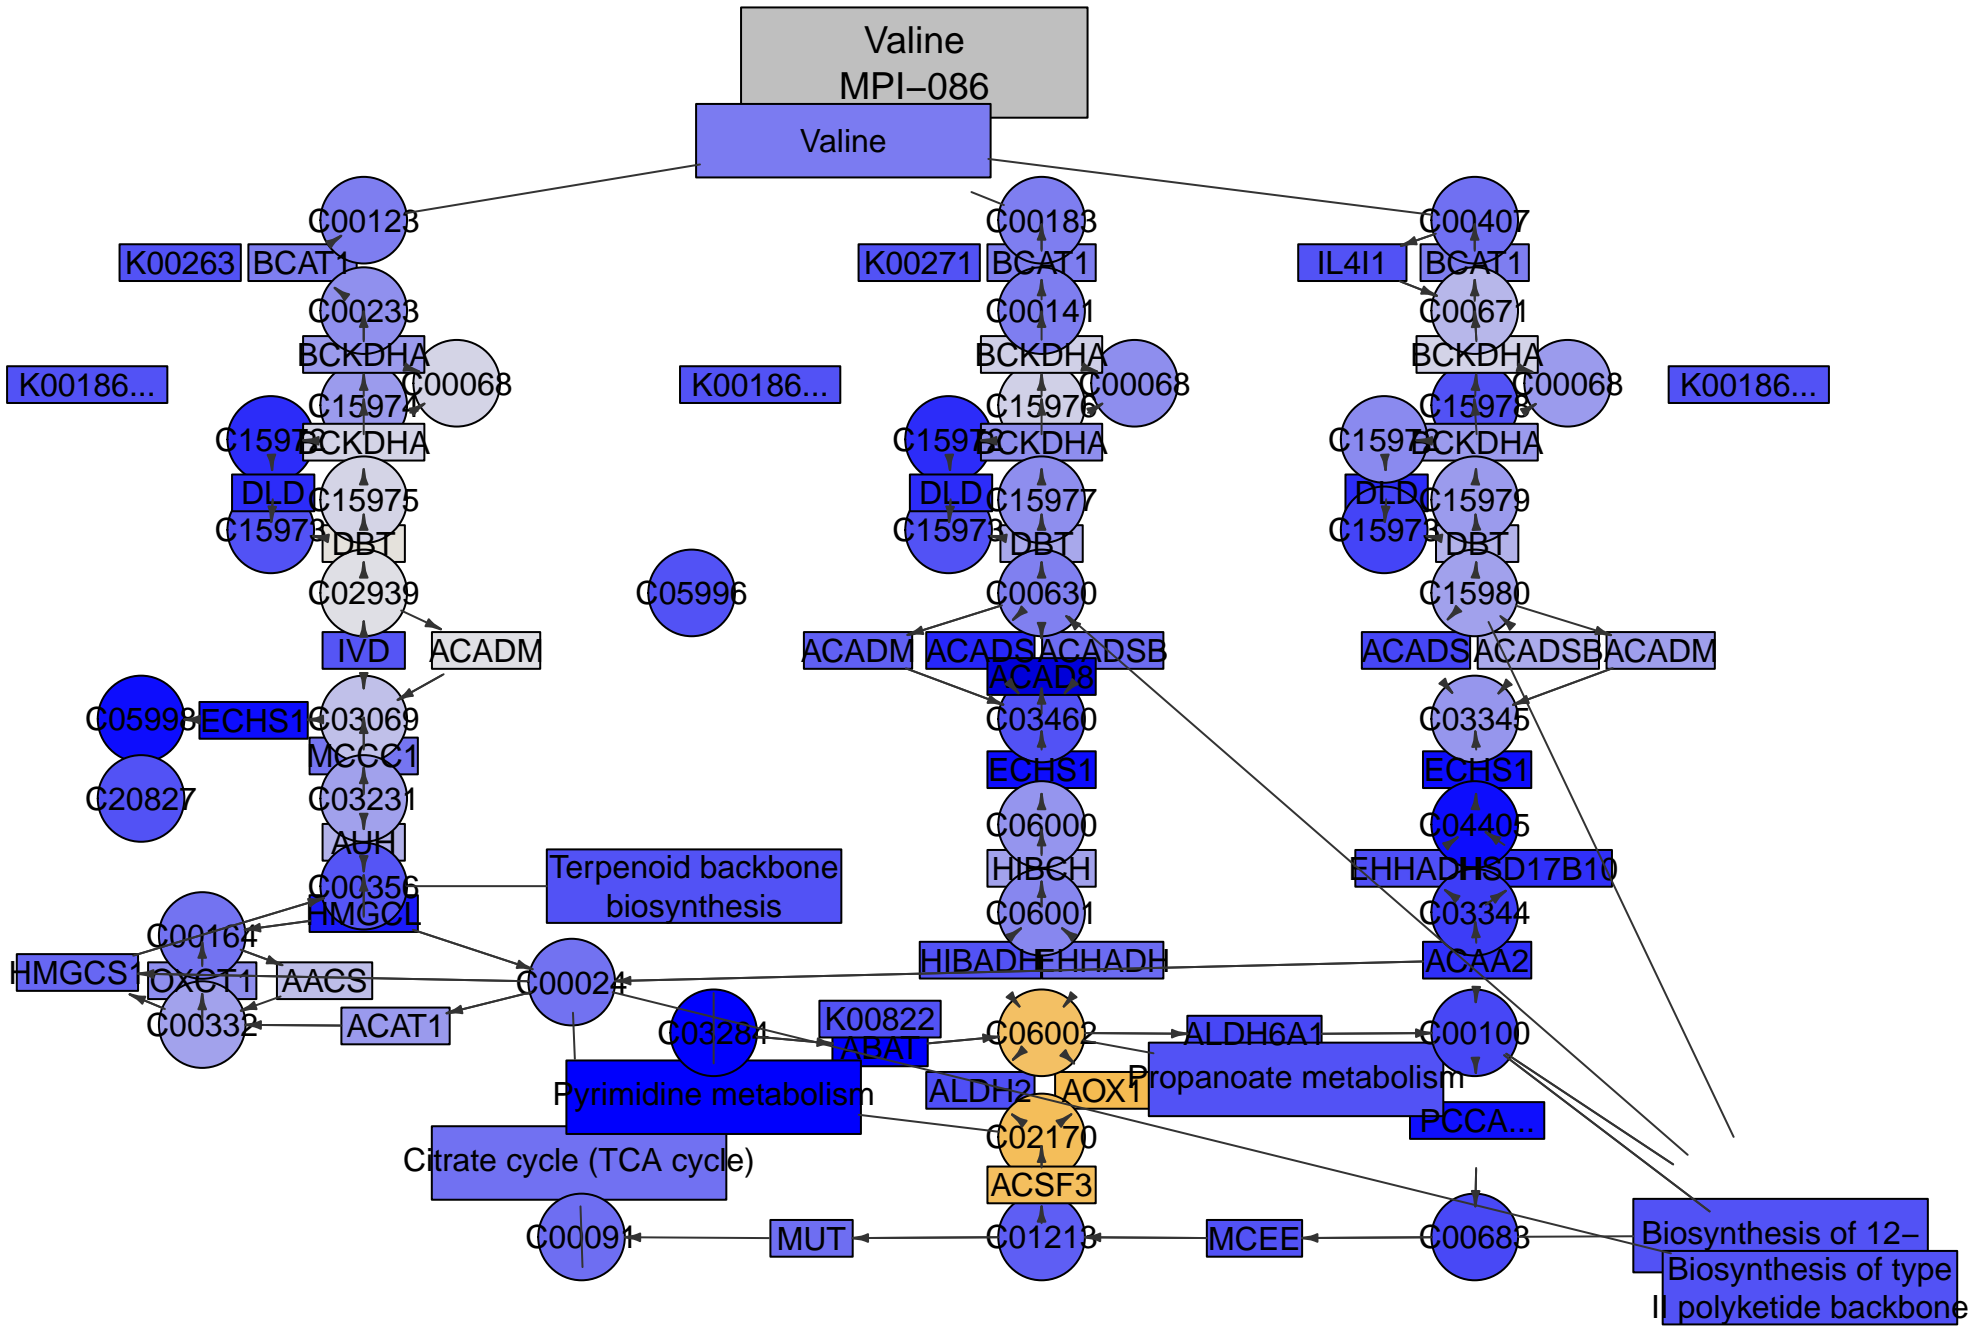 Valine
MPI−086
Valine
C00123
C00183
C00407
K00263
BCAT1
K00271
BCAT1
IL4I1
BCAT1
C00233
C00141
C00671
BCKDHA
BCKDHA
BCKDHA
K00186...
C00068
K00186...
C00068
C00068
K00186...
C15974
C15976
C15978
C15972
BCKDHA
C15972
BCKDHA
C15972
BCKDHA
DLD
C15975
DLD
C15977
DLD
C15979
C15973
DBT
C15973
DBT
C15973
DBT
C02939
C05996
C00630
C15980
IVD
ACADM
ACADM
ACADS
ACADSB
ACADS
ACADSB
ACADM
ACAD8
C05998
ECHS1
C03069
C03460
C03345
MCCC1
ECHS1
ECHS1
C20827
C03231
C06000
C04405
AUH
HIBCH
EHHADH
HSD17B10
Terpenoid backbone
biosynthesis
C00356
HMGCL
C06001
C03344
C00164
HIBADH
EHHADH
ACAA2
HMGCS1
OXCT1
AACS
C00024
C00332
ACAT1
C03284
K00822
ABAT
C06002
ALDH6A1
C00100
Pyrimidine metabolism
ALDH2
AOX1
Propanoate metabolism
PCCA...
C02170
Citrate cycle (TCA cycle)
ACSF3
C00091
MUT
C01213
MCEE
C00683
Biosynthesis of 12−
Biosynthesis of type
II polyketide backbone